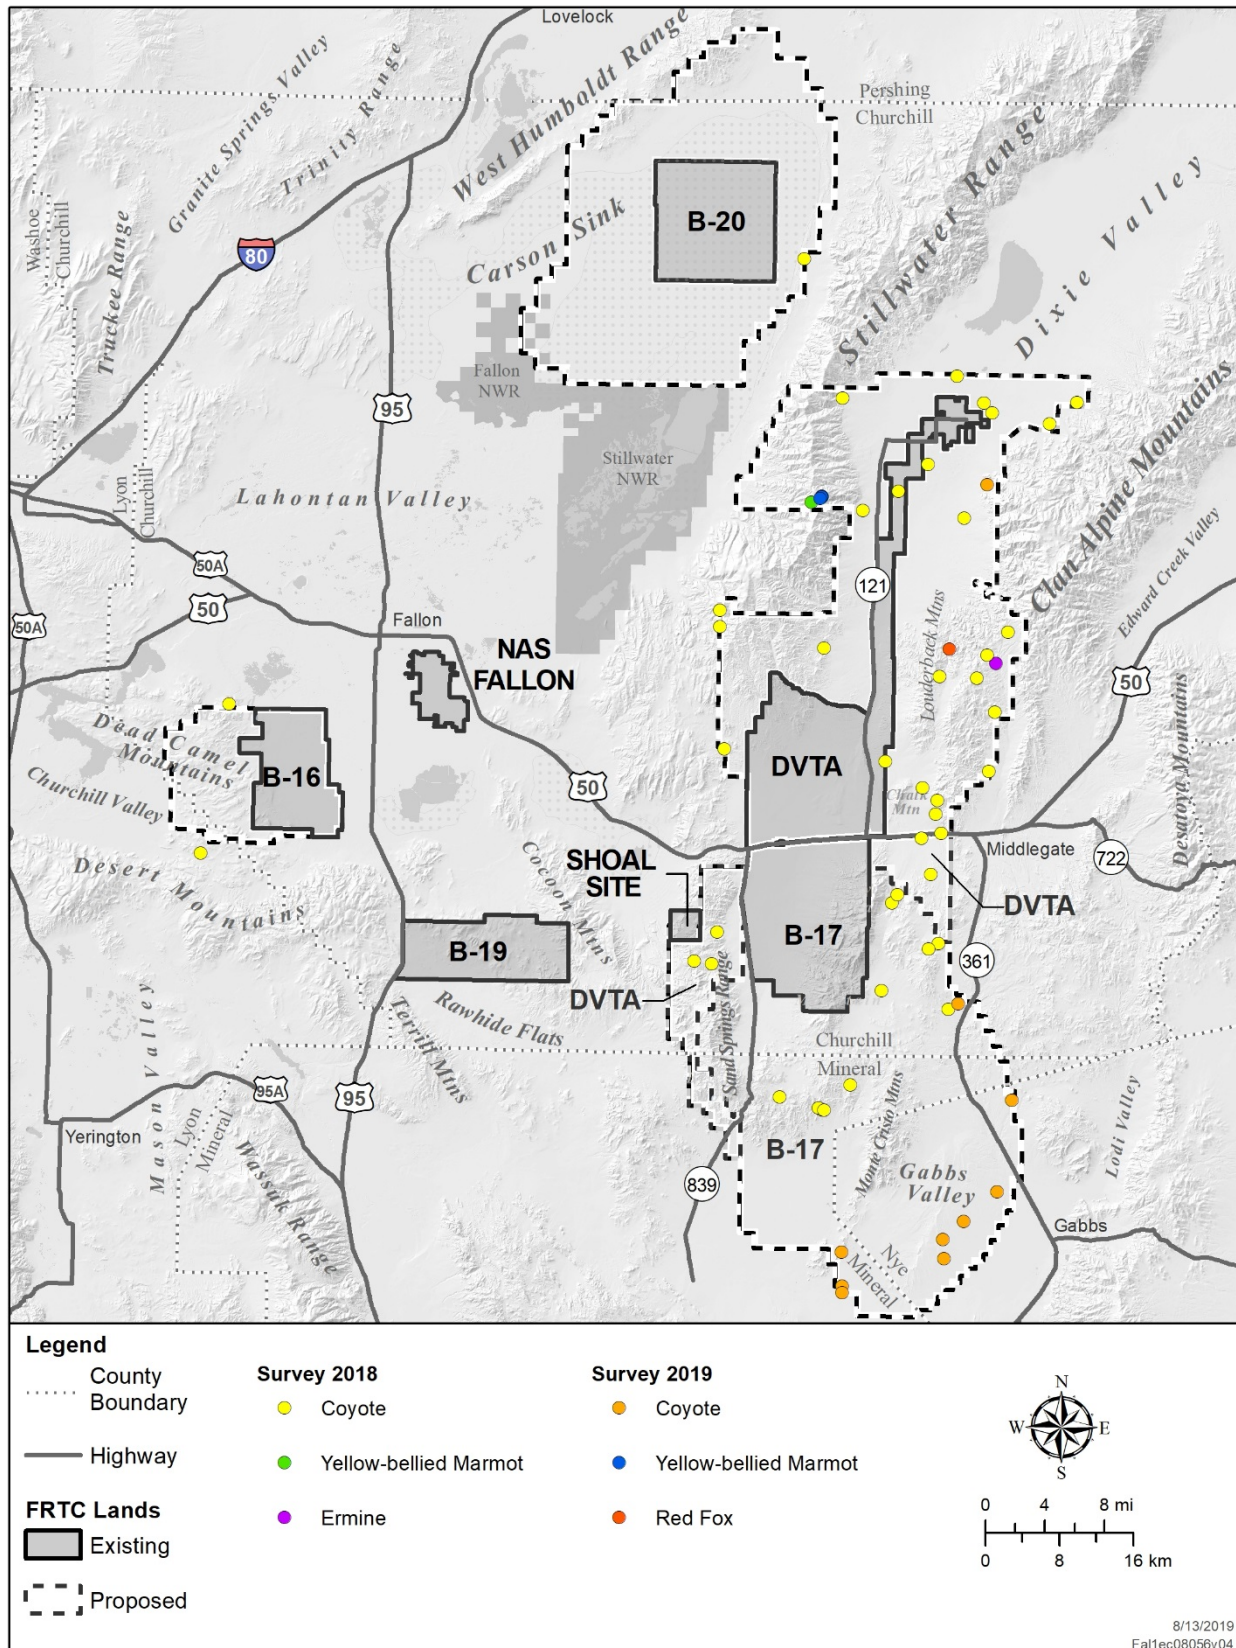 Lovelock
Granite Springs Valley
Trinity Range
West Humboldt Range
Pershing
Churchill
Washoe
Churchill
Truckee Range
80
Carson Sink
B-20
Stillwater Range
Dixie Valley
Fallon
NWR
95
Stillwater
NWR
Lahontan Valley
Lyon
Churchill
Clan Alpine Mountains
Edward Creek Valley
50A
50
50A
Fallon
121
NAS
FALLON
Louderback Mtns
50
Desatoya Mountains
Dead Camel
Mountains
B-16
Churchill Valley
DVTA
50
Chalk
Mtn
Middlegate
722
SHOAL
SITE
Cocoon Mtns
Desert Mountains
DVTA
B-19
B-17
361
DVTA
Sand Springs Range
Rawhide Flats
Terrill Mtns
Mason Valley
Churchill
Mineral
95A
95
Yerington
Lyon
Mineral
Wassuk Range
B-17
Monte Cristo Mtns
Lodi Valley
839
Gabbs
Valley
Gabbs
Nye
Mineral
Legend
County
Boundary
Highway
FRTC Lands
Existing
Proposed
Survey 2018
Coyote
Yellow-bellied Marmot
Ermine
Survey 2019
Coyote
Yellow-bellied Marmot
Red Fox
N
W E
S
0 4 8 mi
0 8 16 km
8/13/2019
Fal1ec08056v04